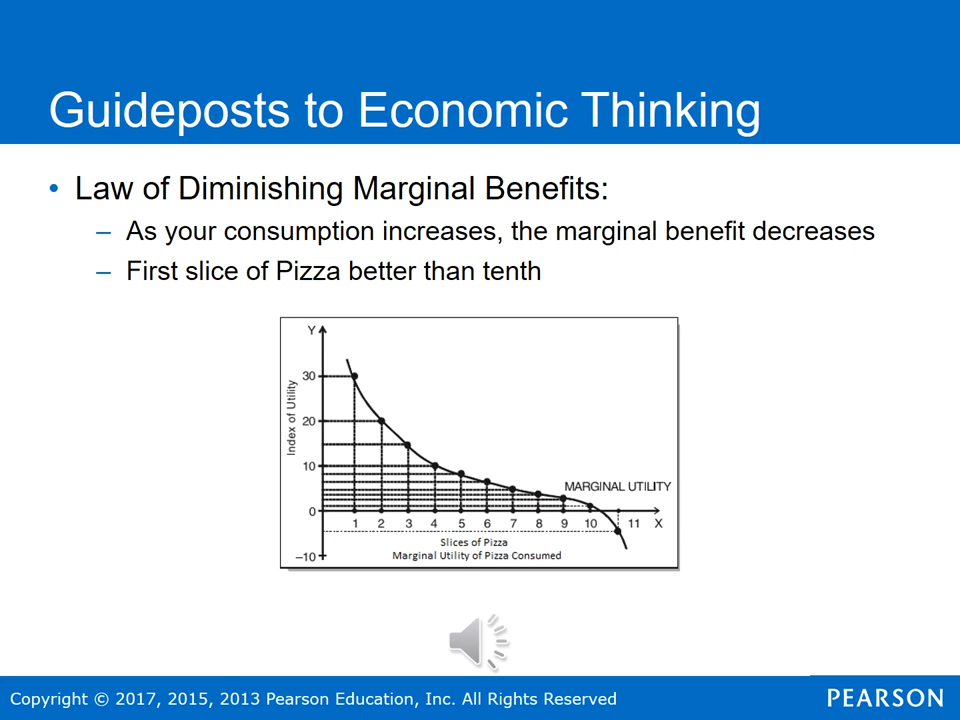 Guideposts to Economic Thinking
• Law of Diminishing Marginal Benefits:
– As your consumption increases, the marginal benefit decreases
– First slice of Pizza better than tenth
Y
30
20
10
0
–10
Index of Utility
MARGINAL UTILITY
1 2 3 4 5 6 7 8 9 10 11 X
Slices of Pizza
Marginal Utility of Pizza Consumed
Copyright © 2017, 2015, 2013 Pearson Education, Inc. All Rights Reserved
PEARSON